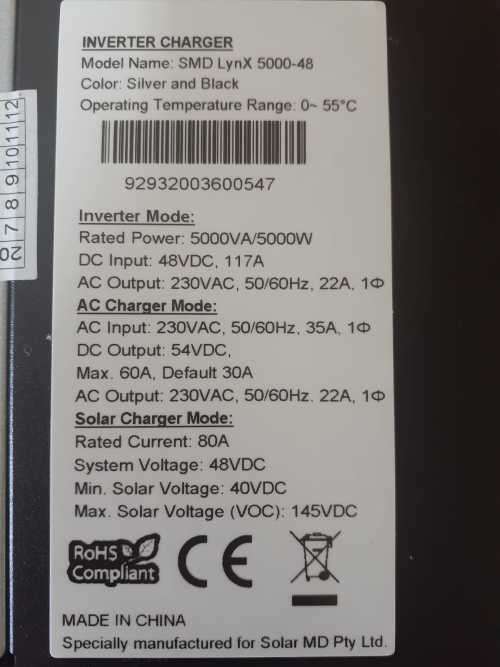 INVERTER CHARGER
Model Name: SMD LynX 5000-48
Color: Silver and Black
Operating Temperature Range: 0~ 55°C
92932003600547
Inverter Mode:
Rated Power: 5000VA/5000W
DC Input: 48VDC, 117A
AC Output: 230VAC, 50/60Hz, 22A, 1Φ
AC Charger Mode:
AC Input: 230VAC, 50/60Hz, 35A, 1Φ
DC Output: 54VDC,
Max. 60A, Default 30A
AC Output: 230VAC, 50/60Hz. 22A, 1Φ
Solar Charger Mode:
Rated Current: 80A
System Voltage: 48VDC
Min. Solar Voltage: 40VDC
Max. Solar Voltage (VOC): 145VDC
RoHS
Compliant
CE
MADE IN CHINA
Specially manufactured for Solar MD Pty Ltd.
20 7 8 9 10 11 12